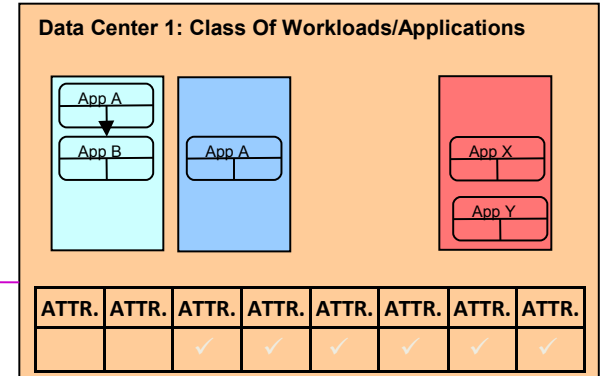 Data Center 1: Class Of Workloads/Applications
App A
App B
App A
App X
App Y
ATTR. ATTR. ATTR. ATTR. ATTR. ATTR. ATTR. ATTR.
✓ ✓ ✓ ✓ ✓ ✓